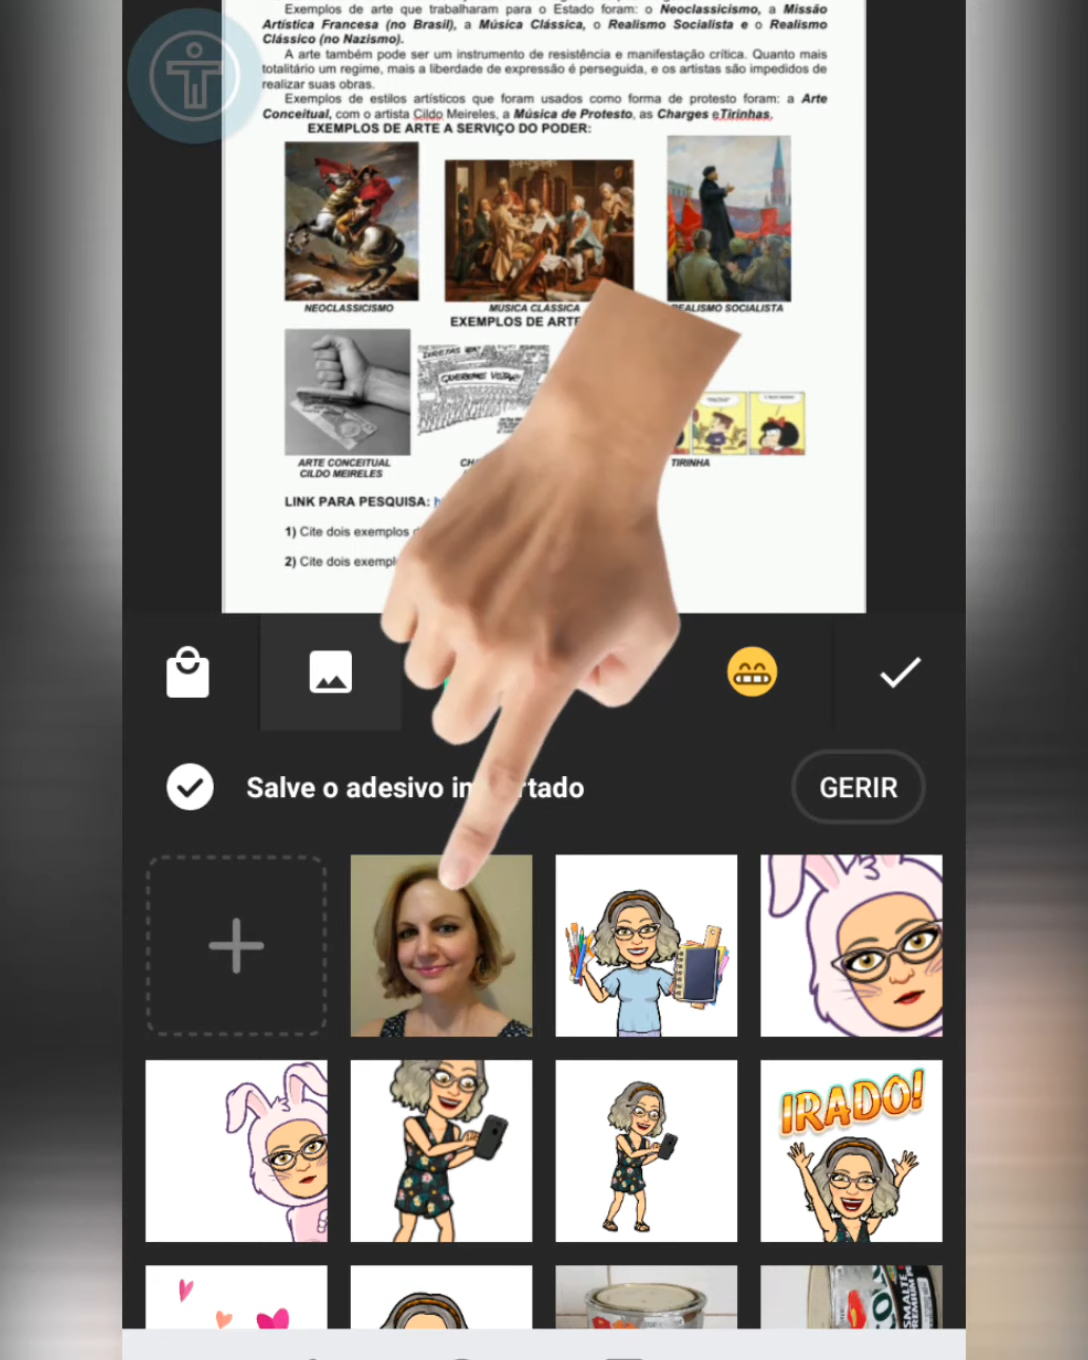 Exemplos de arte que trabalharam para o Estado foram: o Neoclassicismo, a Missão
Artística Francesa (no Brasil), a Música Clássica, o Realismo Socialista e o Realismo
Clássico (no Nazismo).
A arte também pode ser um instrumento de resistência e manifestação crítica. Quanto mais
totalitário um regime, mais a liberdade de expressão é perseguida, e os artistas são impedidos de
realizar suas obras.
Exemplos de estilos artísticos que foram usados como forma de protesto foram: a Arte
Conceitual, com o artista Cildo Meireles, a Música de Protesto, as Charges eTirinhas.
EXEMPLOS DE ARTE A SERVIÇO DO PODER:
NEOCLASSICISMO
MUSICA CLASSICA
REALISMO SOCIALISTA
EXEMPLOS DE ARTE
QUEREMOS VOTAR
ARTE CONCEITUAL
CILDO MEIRELES
TIRINHA
LINK PARA PESQUISA:
1) Cite dois exemplos
2) Cite dois
Salve o adesivo
GERIR
IRADO!
SMALTE
PREMIUM